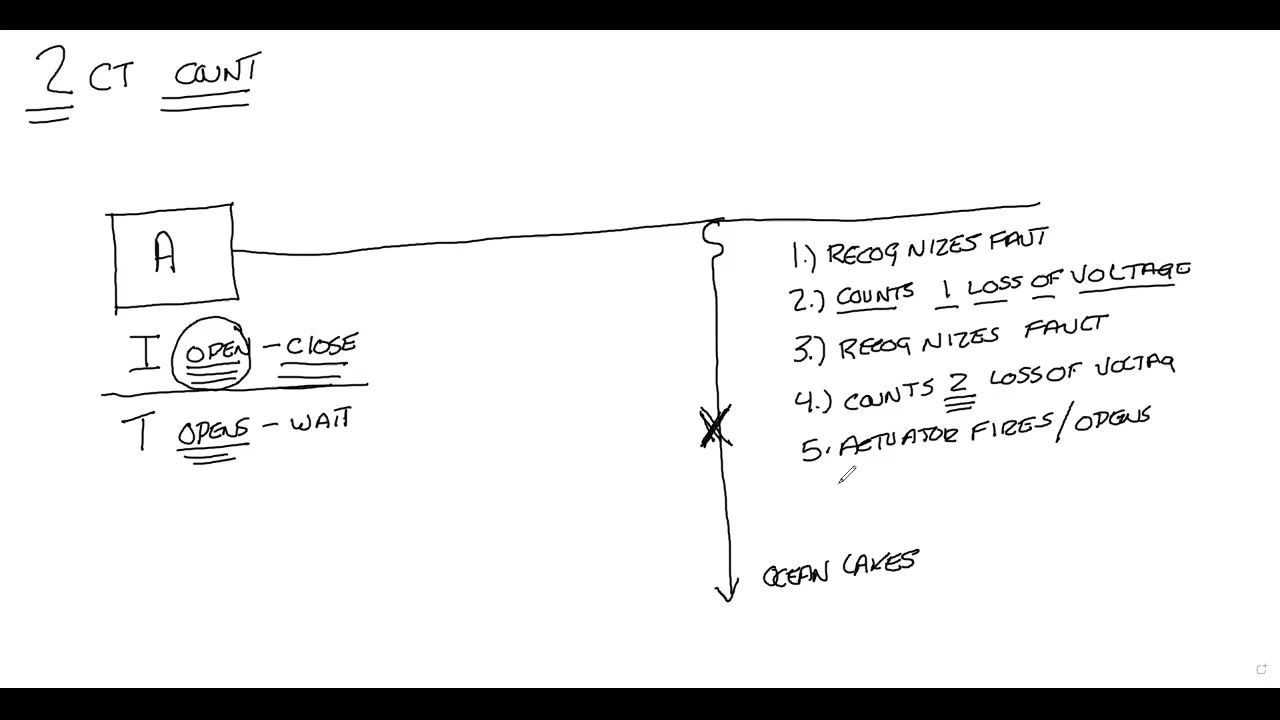 2 CT COUNT
A
I OPEN - CLOSE
T OPENS - WAIT
1.) RECOGNIZES FAUT
2.) COUNTS 1 LOSS OF VOLTAGE
3.) RECOGNIZES FAULT
4.) COUNTS 2 LOSS OF VOLTAG
5. ACTUATOR FIRES/OPENS
OCEAN LAKES